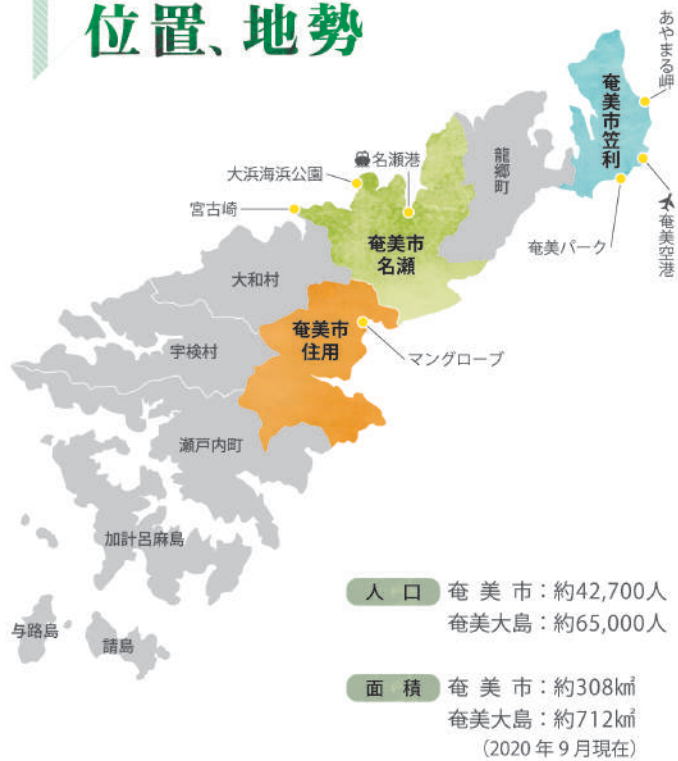 位置、地勢
あやまる岬
奄美市笠利
龍郷町
名瀬港
大浜海浜公園
宮古崎
奄美市
名瀬
奄美パーク
奄美空港
大和村
奄美市
住用
マングローブ
宇検村
瀬戸内町
加計呂麻島
与路島
請島
人口 奄美市：約42,700人
奄美大島：約65,000人
面積 奄美市：約308㎢
奄美大島：約712㎢
（2020年9月現在）